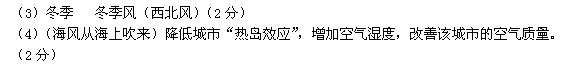 （3）冬季　冬季风（西北风）（2分）
（4）（海风从海上吹来）降低城市“热岛效应”，增加空气湿度，改善该城市的空气质量。
（2分）